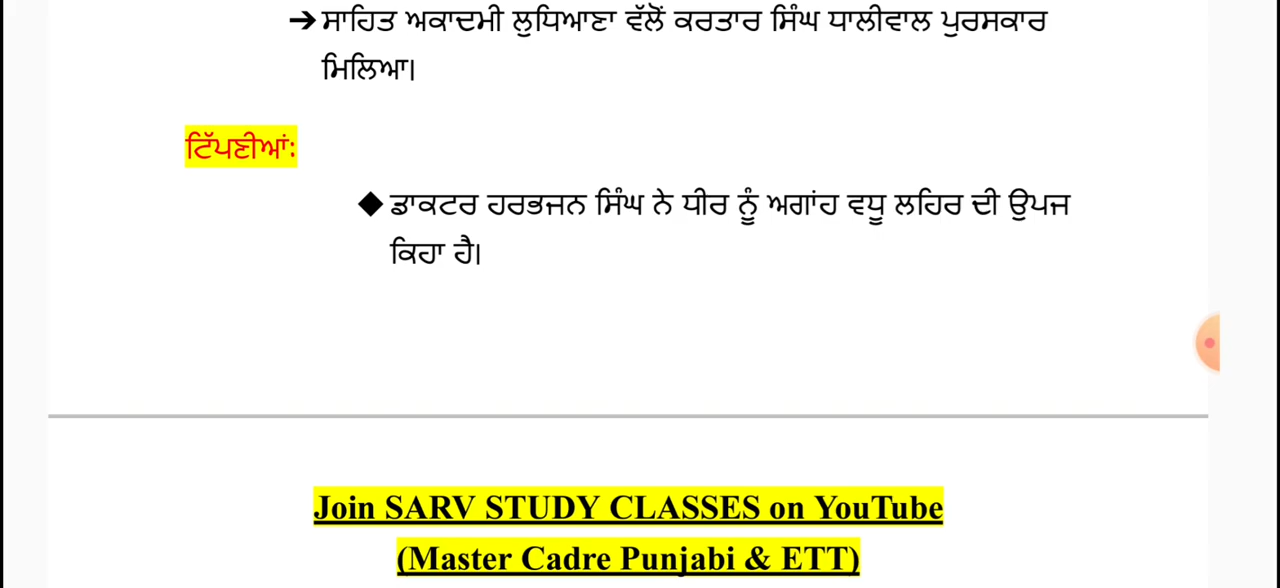 ➔ ਸਾਹਿਤ ਅਕਾਦਮੀ ਲੁਧਿਆਣਾ ਵੱਲੋਂ ਕਰਤਾਰ ਸਿੰਘ ਧਾਲੀਵਾਲ ਪੁਰਸਕਾਰ
ਮਿਲਿਆ।
ਟਿੱਪਣੀਆਂ:
◆ ਡਾਕਟਰ ਹਰਭਜਨ ਸਿੰਘ ਨੇ ਧੀਰ ਨੂੰ ਅਗਾਂਹ ਵਧੂ ਲਹਿਰ ਦੀ ਉਪਜ
ਕਿਹਾ ਹੈ।
Join SARV STUDY CLASSES on YouTube
(Master Cadre Punjabi & ETT)